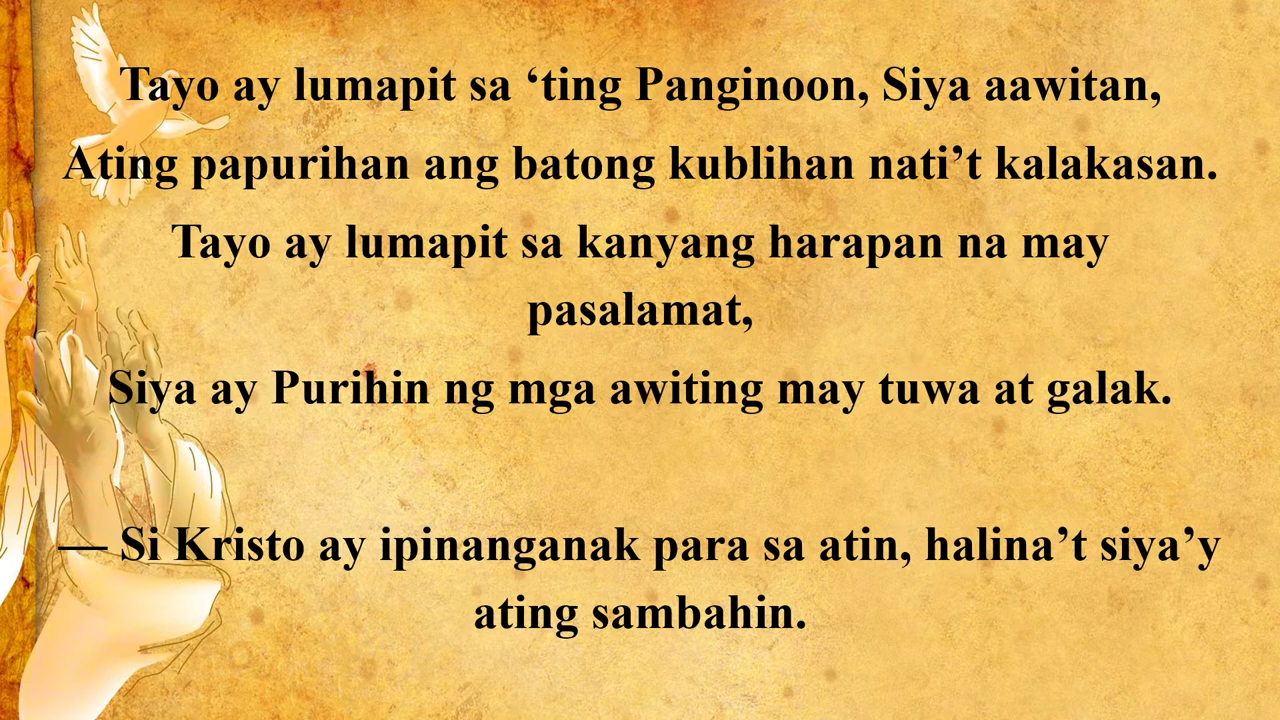 Tayo ay lumapit sa ‘ting Panginoon, Siya aawitan,
Ating papurihan ang batong kublihan nati’t kalakasan.
Tayo ay lumapit sa kanyang harapan na may
pasalamat,
Siya ay Purihin ng mga awiting may tuwa at galak.
— Si Kristo ay ipinanganak para sa atin, halina’t siya’y
ating sambahin.